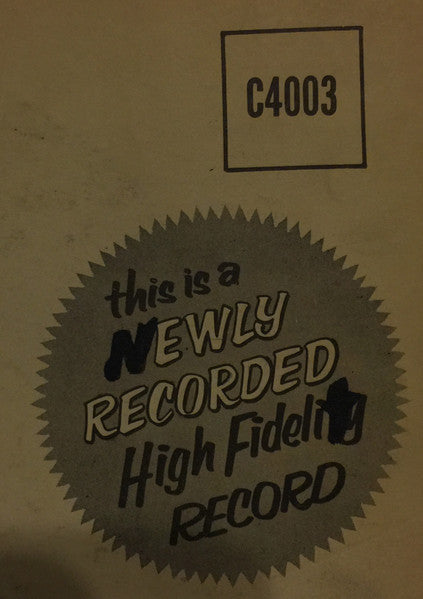 C4003
this is a
NEWLY
RECORDED
High Fidelity
RECORD